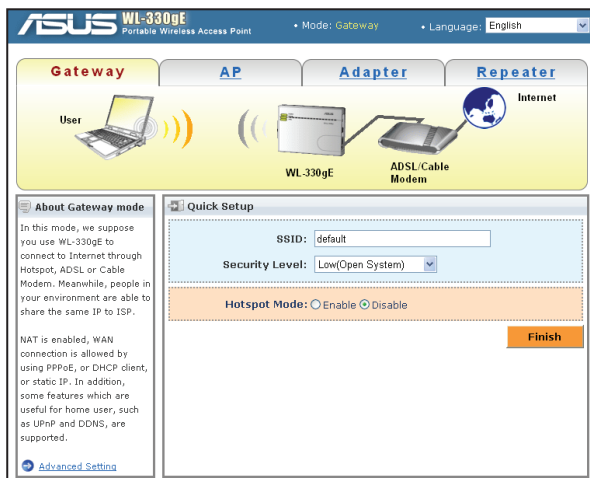 ASUS WL-330gE
Portable Wireless Access Point
• Mode: Gateway
• Language: English
Gateway
AP
Adapter
Repeater
User
Internet
WL-330gE
ADSL/Cable
Modem
About Gateway mode
In this mode, we suppose
you use WL-330gE to
connect to Internet through
Hotspot, ADSL or Cable
Modem. Meanwhile, people in
your environment are able to
share the same IP to ISP.
NAT is enabled, WAN
connection is allowed by
using PPPoE, or DHCP client,
or static IP. In addition,
some features which are
useful for home user, such
as UPnP and DDNS, are
supported.
Advanced Setting
Quick Setup
SSID: default
Security Level: Low(Open System)
Hotspot Mode: Enable Disable
Finish